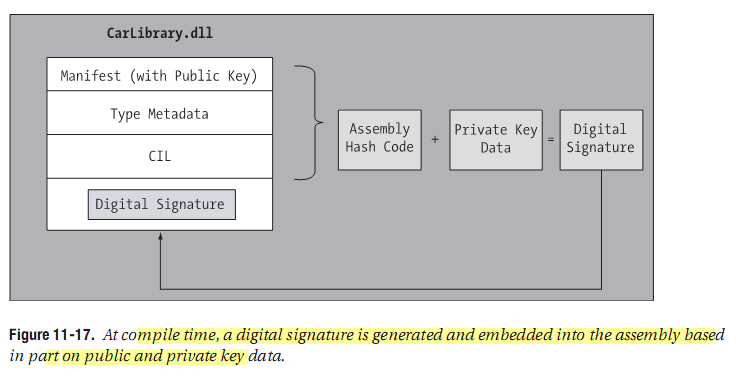 CarLibrary.dll
Manifest (with Public Key)
Type Metadata
CIL
Digital Signature
Assembly
Hash Code
+
Private Key
Data
=
Digital
Signature
Figure 11-17. At compile time, a digital signature is generated and embedded into the assembly based
in part on public and private key data.